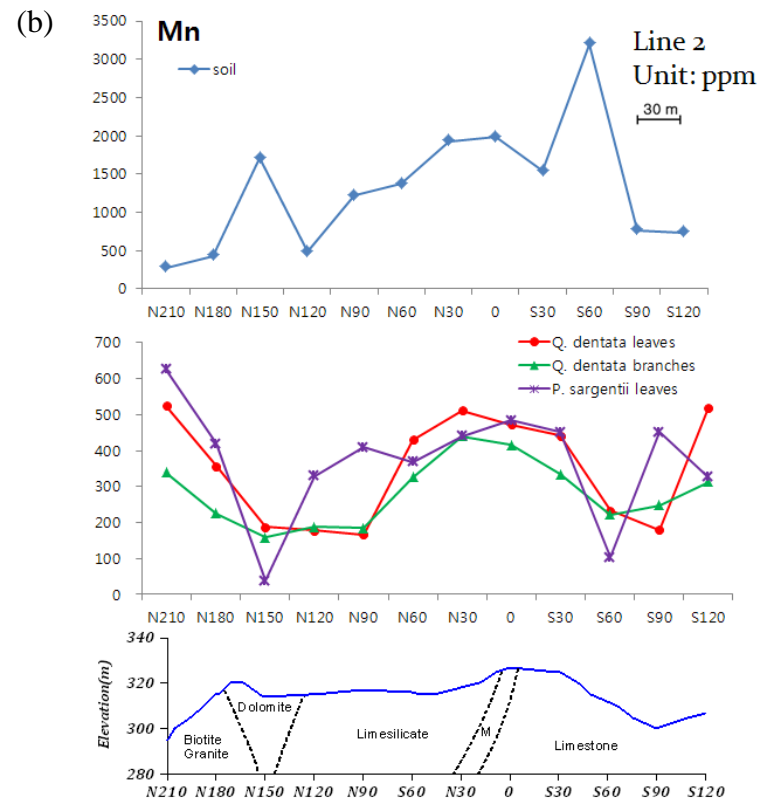 (b)
Mn
soil
Line 2
Unit: ppm
30 m
3500
3000
2500
2000
1500
1000
500
0
N210 N180 N150 N120 N90 N60 N30 0 S30 S60 S90 S120
Q. dentata leaves
Q. dentata branches
P. sargentii leaves
700
600
500
400
300
200
100
0
N210 N180 N150 N120 N90 N60 N30 0 S30 S60 S90 S120
Elevation(m)
340
320
300
280
Biotite
Granite
Dolomite
Limesilicate
M
Limestone
N210 N180 N150 N120 N90 S60 N30 0 S30 S60 S90 S120